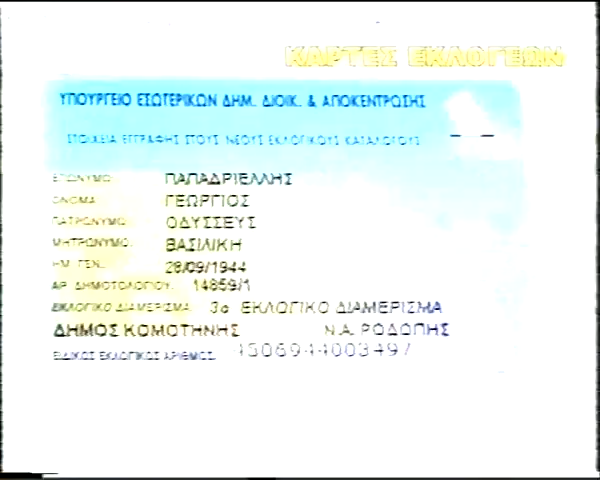 ΚΑΡΤΕΣ ΕΚΛΟΓΕΩΝ
ΥΠΟΥΡΓΕΙΟ ΕΣΩΤΕΡΙΚΩΝ ΔΗΜ. ΔΙΟΙΚ. & ΑΠΟΚΕΝΤΡΩΣΗΣ
ΣΤΟΙΧΕΙΑ ΕΓΓΡΑΦΗΣ ΣΤΟΥΣ ΝΕΟΥΣ ΕΚΛΟΓΙΚΟΥΣ ΚΑΤΑΛΟΓΟΥΣ
ΕΠΩΝΥΜΟ: ΠΑΠΑΔΡΙΕΛΛΗΣ
ΟΝΟΜΑ: ΓΕΩΡΓΙΟΣ
ΠΑΤΡΩΝΥΜΟ: ΟΔΥΣΣΕΥΣ
ΜΗΤΡΩΝΥΜΟ: ΒΑΣΙΛΙΚΗ
ΗΜ. ΓΕΝ.: 28/09/1944
ΑΡ. ΔΗΜΟΤΟΛΟΓΙΟΥ: 14859/1
ΕΚΛΟΓΙΚΟ ΔΙΑΜΕΡΙΣΜΑ: 3ο ΕΚΛΟΓΙΚΟ ΔΙΑΜΕΡΙΣΜΑ
ΔΗΜΟΣ ΚΟΜΟΤΗΝΗΣ Ν.Α. ΡΟΔΟΠΗΣ
ΕΙΔΙΚΟΣ ΕΚΛΟΓΙΚΟΣ ΑΡΙΘΜΟΣ: